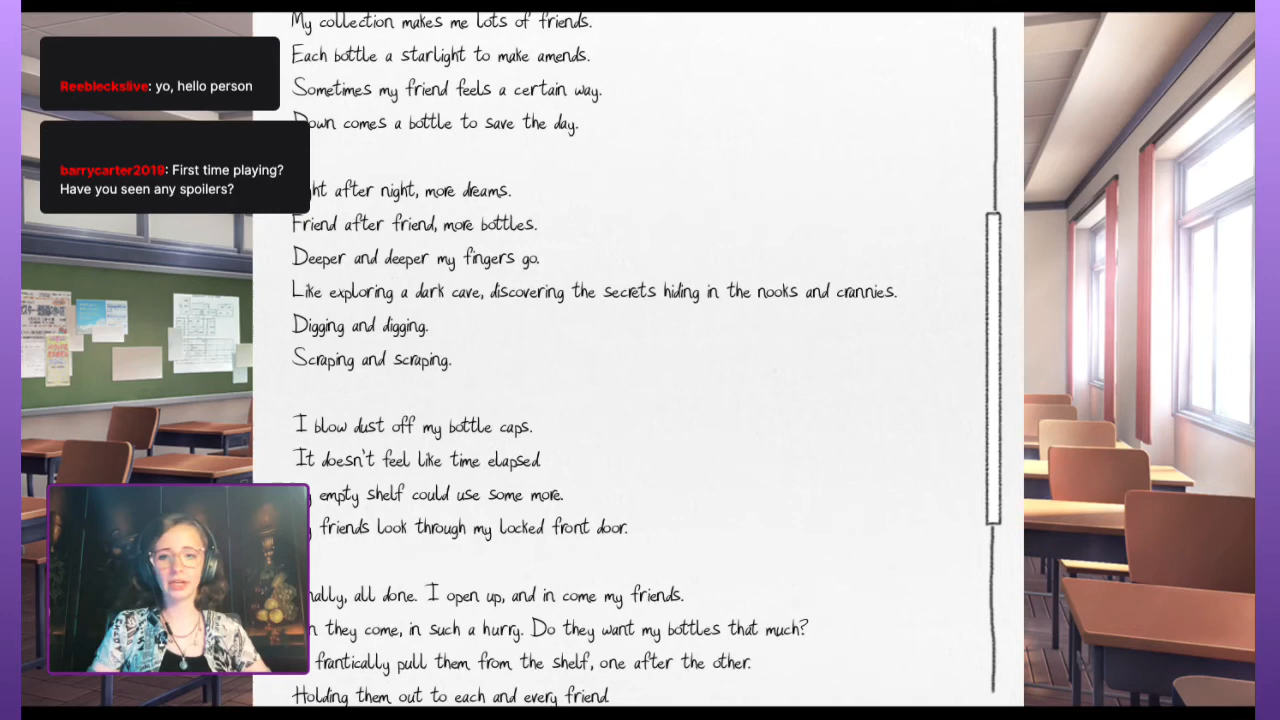 My collection makes me lots of friends.
Each bottle a starlight to make amends.
Sometimes my friend feels a certain way.
Down comes a bottle to save the day.
Reebleckslive: yo, hello person
barrycarter2019: First time playing?
Have you seen any spoilers?
after night, more dreams.
Friend after friend, more bottles.
Deeper and deeper my fingers go.
Like exploring a dark cave, discovering the secrets hiding in the nooks and crannies.
Digging and digging.
Scraping and scraping.
I blow dust off my bottle caps.
It doesn't feel like time elapsed
empty shelf could use some more.
friends look through my locked front door.
all done. I open up, and in come my friends.
they come, in such a hurry. Do they want my bottles that much?
frantically pull them from the shelf, one after the other.
Holding them out to each and every friend